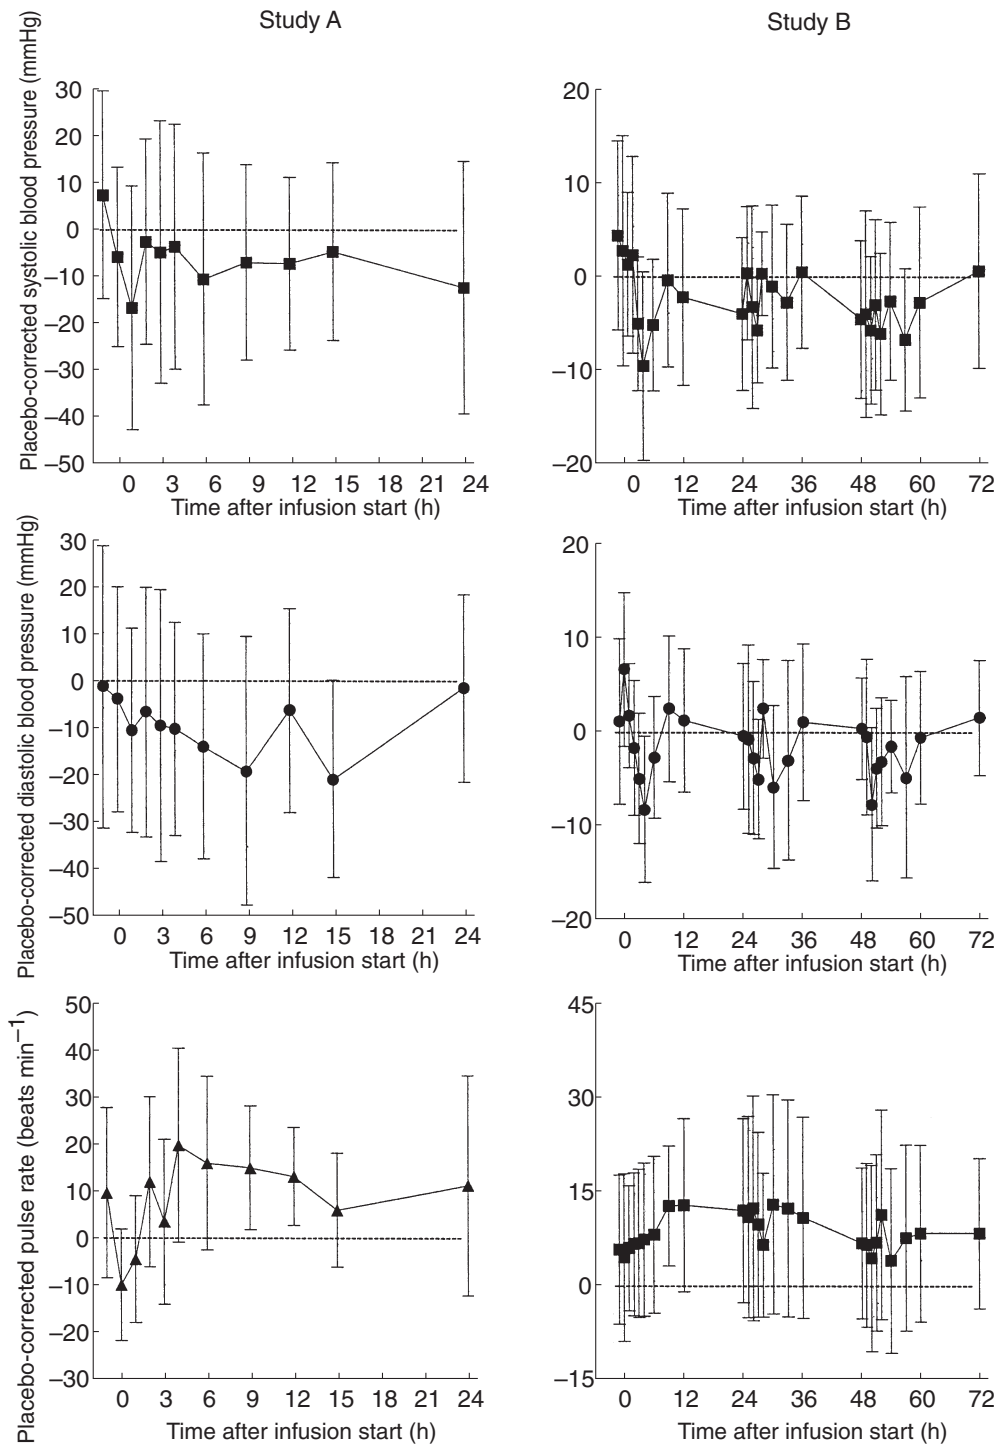 Study A
Study B
Placebo-corrected systolic blood pressure (mmHg)
30
20
10
0
−10
−20
−30
−40
−50
0 3 6 9 12 15 18 21 24
Time after infusion start (h)
20
10
0
−10
−20
0 12 24 36 48 60 72
Time after infusion start (h)
Placebo-corrected diastolic blood pressure (mmHg)
30
20
10
0
−10
−20
−30
−40
−50
0 3 6 9 12 15 18 21 24
Time after infusion start (h)
20
10
0
−10
−20
0 12 24 36 48 60 72
Time after infusion start (h)
Placebo-corrected pulse rate (beats min⁻¹)
50
40
30
20
10
0
−10
−20
−30
0 3 6 9 12 15 18 21 24
Time after infusion start (h)
45
30
15
0
−15
0 12 24 36 48 60 72
Time after infusion start (h)